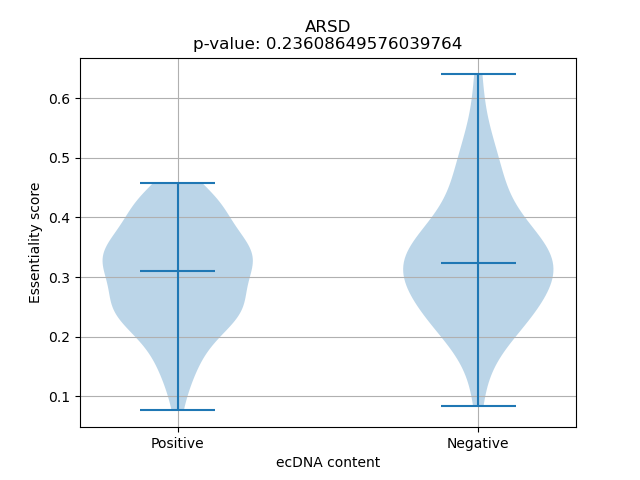 ARSD
p-value: 0.23608649576039764
Essentiality score
0.6
0.5
0.4
0.3
0.2
0.1
Positive
Negative
ecDNA content